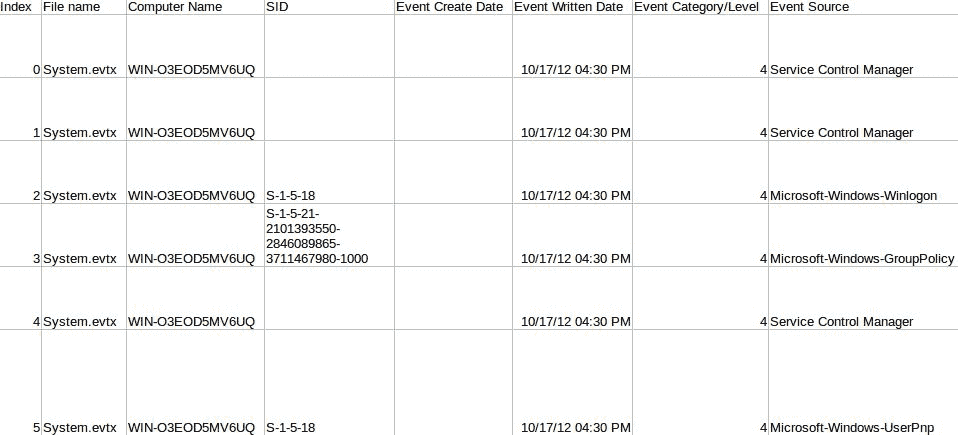 Index File name Computer Name SID Event Create Date Event Written Date Event Category/Level Event Source
0 System.evtx WIN-O3EOD5MV6UQ 10/17/12 04:30 PM 4 Service Control Manager
1 System.evtx WIN-O3EOD5MV6UQ 10/17/12 04:30 PM 4 Service Control Manager
2 System.evtx WIN-O3EOD5MV6UQ S-1-5-18 10/17/12 04:30 PM 4 Microsoft-Windows-Winlogon
S-1-5-21-
2101393550-
2846089865-
3 System.evtx WIN-O3EOD5MV6UQ 3711467980-1000 10/17/12 04:30 PM 4 Microsoft-Windows-GroupPolicy
4 System.evtx WIN-O3EOD5MV6UQ 10/17/12 04:30 PM 4 Service Control Manager
5 System.evtx WIN-O3EOD5MV6UQ S-1-5-18 10/17/12 04:30 PM 4 Microsoft-Windows-UserPnp